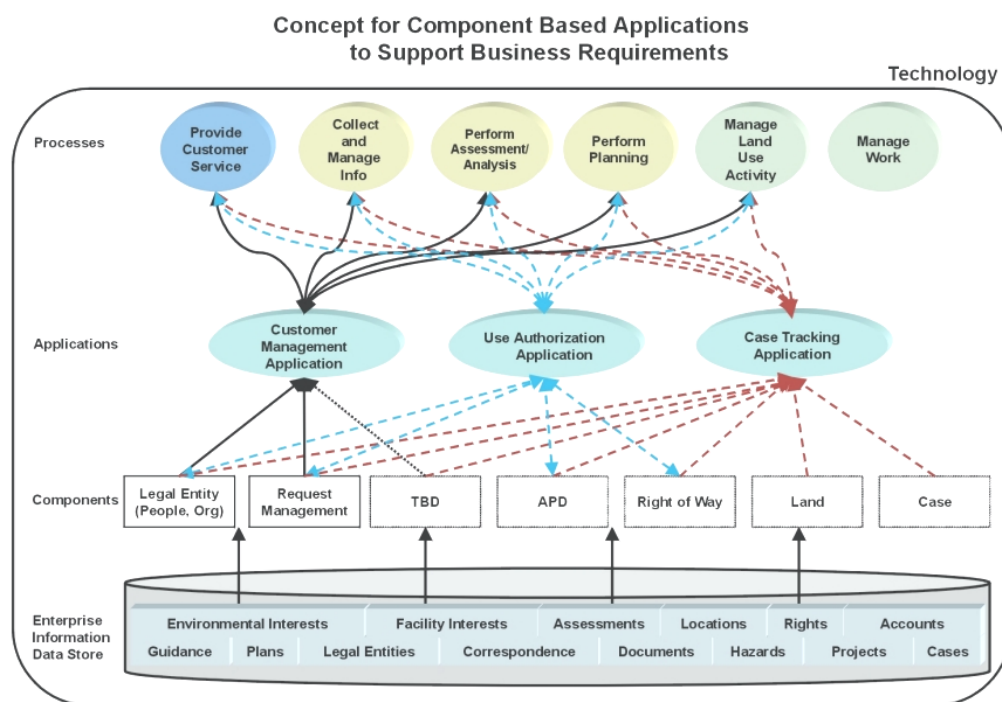 Concept for Component Based Applications
to Support Business Requirements
Technology
Processes
Provide
Customer
Service
Collect
and
Manage
Info
Perform
Assessment/
Analysis
Perform
Planning
Manage
Land
Use
Activity
Manage
Work
Applications
Customer
Management
Application
Use Authorization
Application
Case Tracking
Application
Components
Legal Entity
(People, Org)
Request
Management
TBD
APD
Right of Way
Land
Case
Enterprise
Information
Data Store
Environmental Interests
Facility Interests
Assessments
Locations
Rights
Accounts
Guidance
Plans
Legal Entities
Correspondence
Documents
Hazards
Projects
Cases